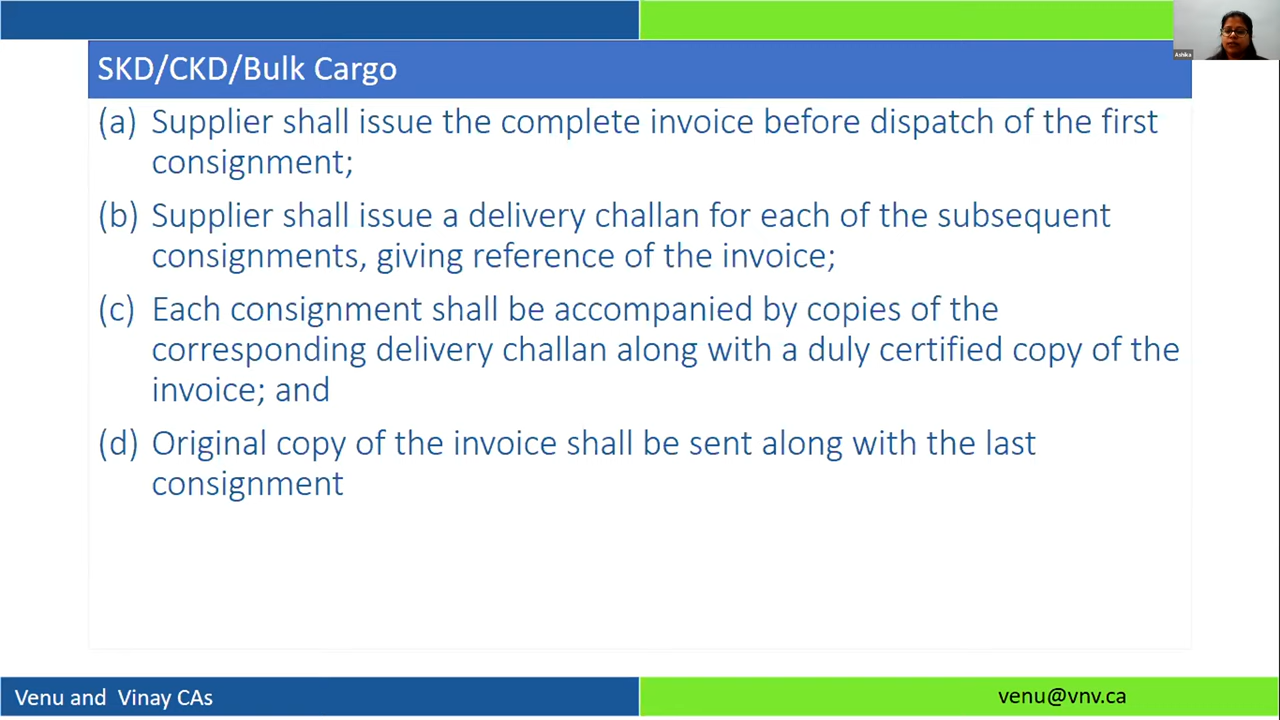 Ashika
SKD/CKD/Bulk Cargo
(a) Supplier shall issue the complete invoice before dispatch of the first
consignment;
(b) Supplier shall issue a delivery challan for each of the subsequent
consignments, giving reference of the invoice;
(c) Each consignment shall be accompanied by copies of the
corresponding delivery challan along with a duly certified copy of the
invoice; and
(d) Original copy of the invoice shall be sent along with the last
consignment
Venu and Vinay CAs
venu@vnv.ca